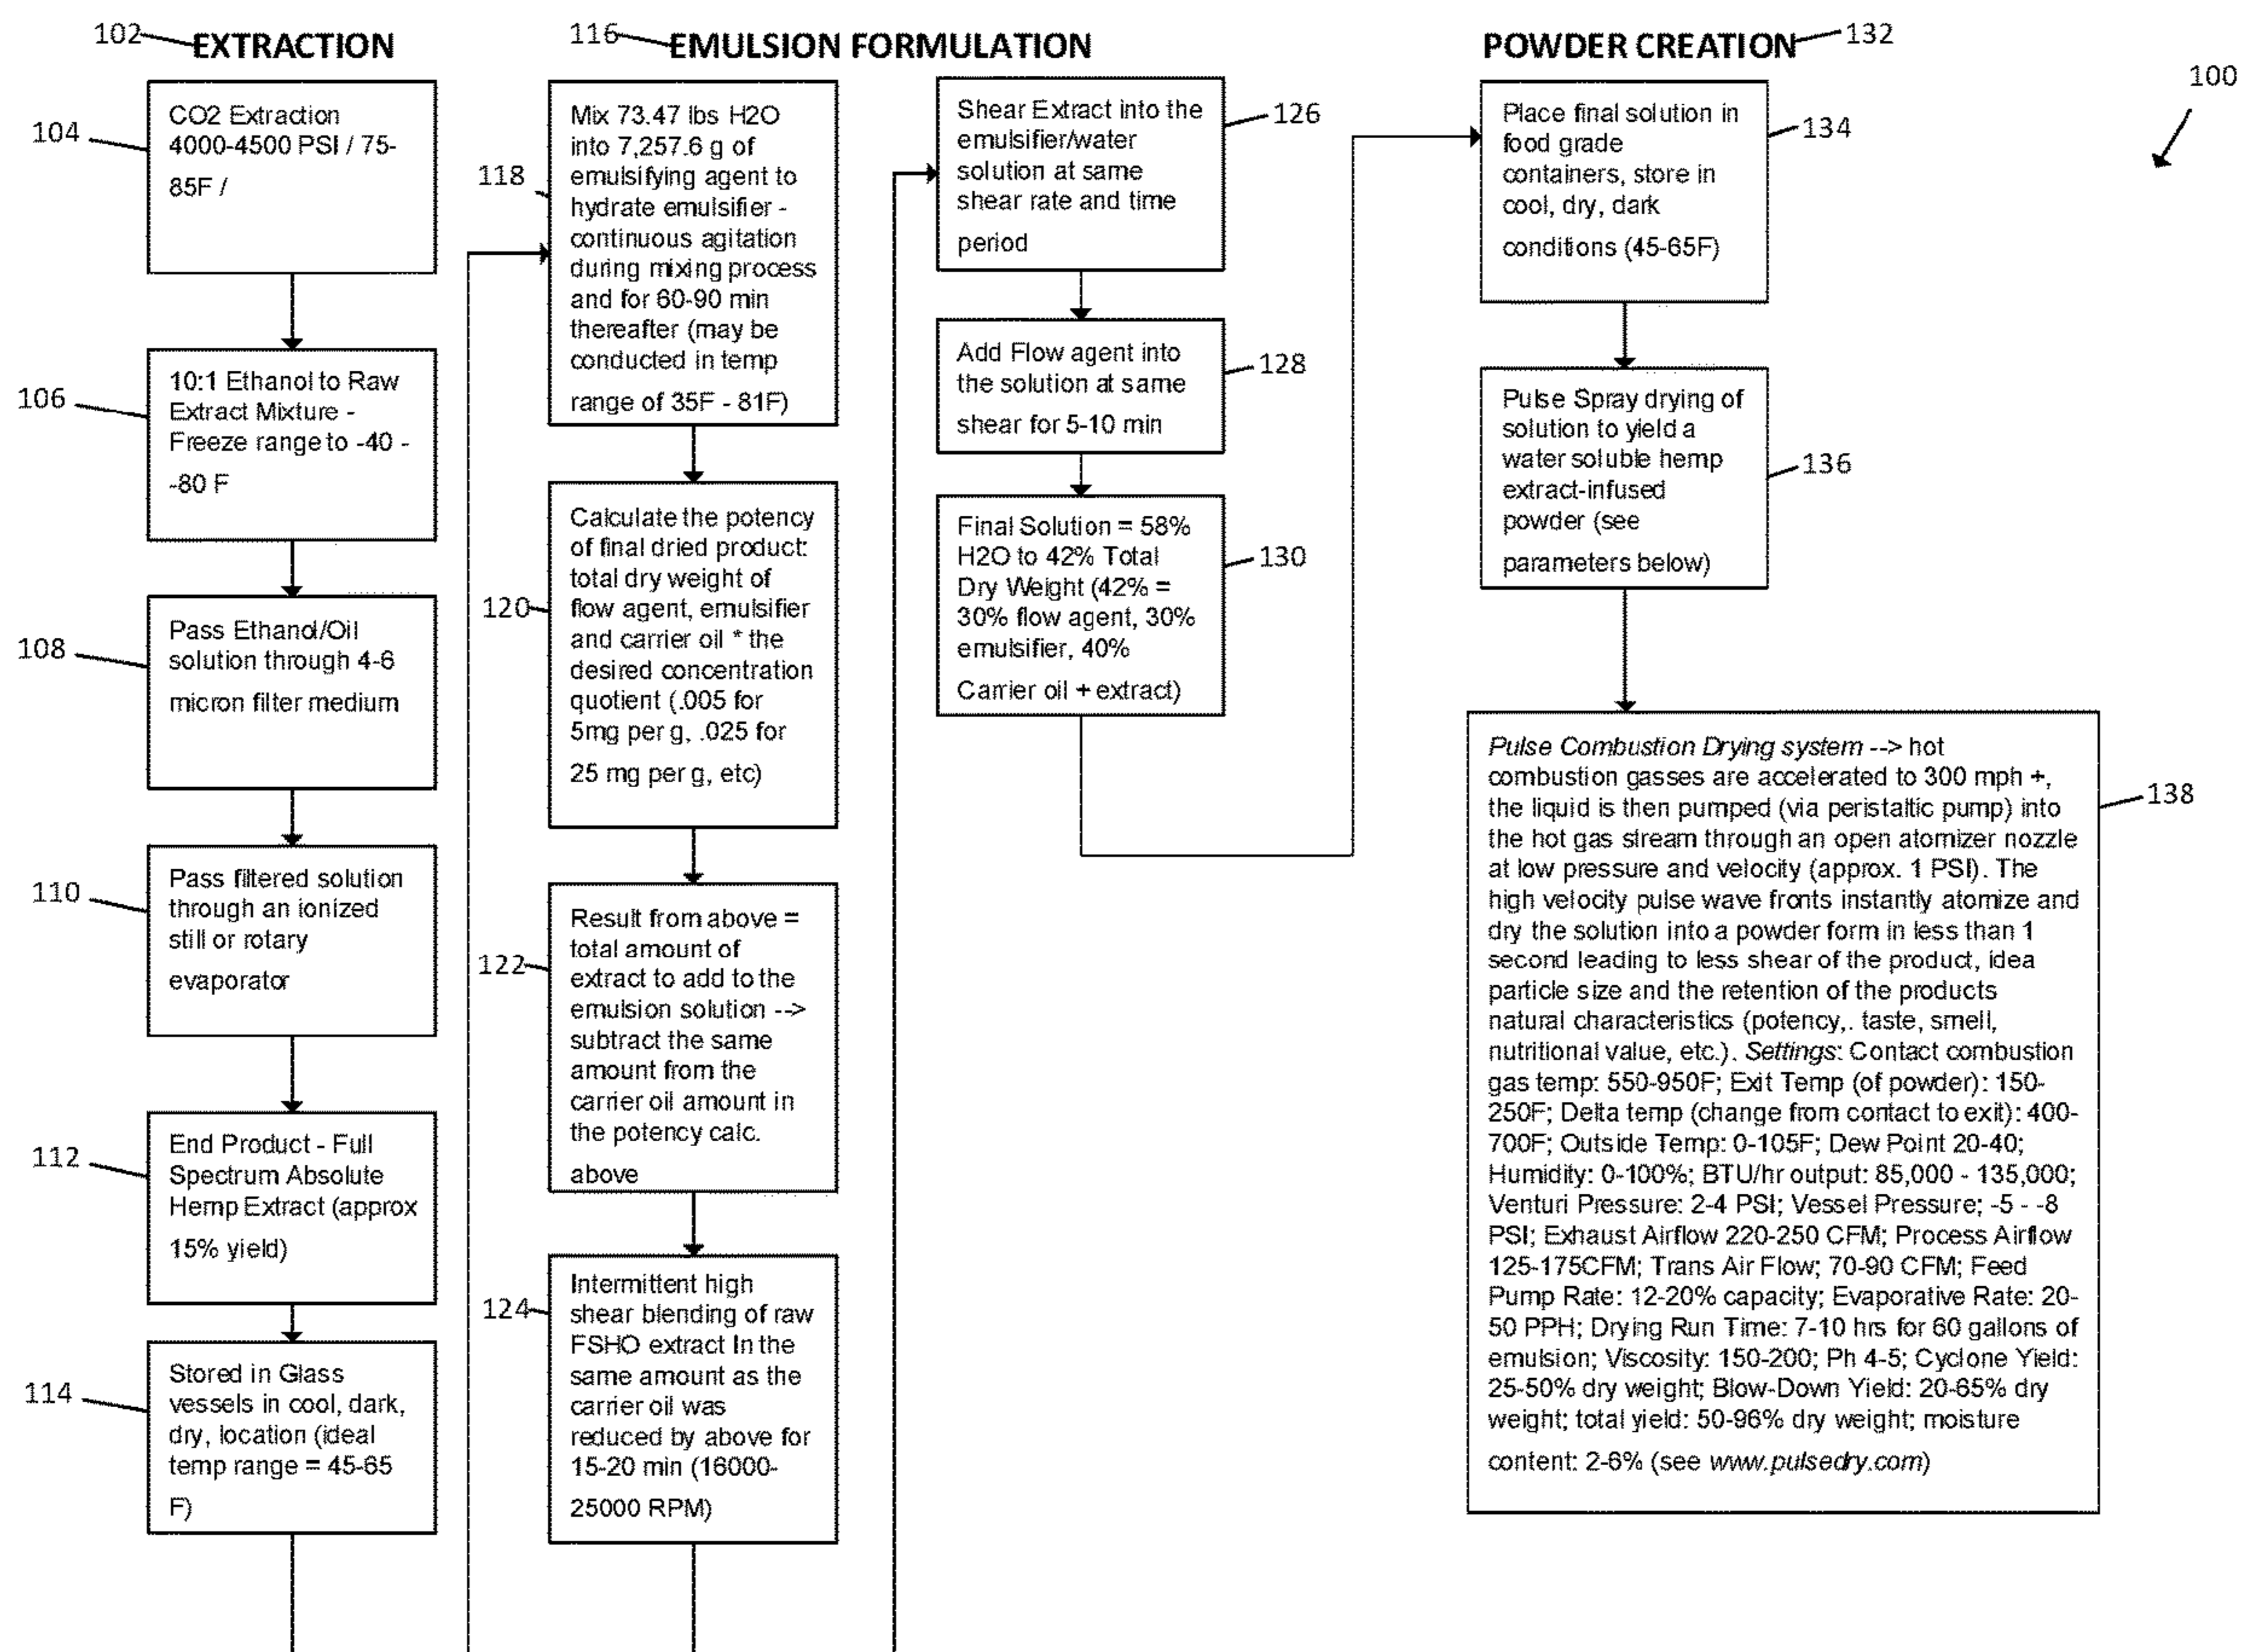 102
EXTRACTION
104
CO2 Extraction
4000-4500 PSI / 75-
85F /
106
10:1 Ethanol to Raw
Extract Mixture -
Freeze range to -40 -
-80 F
108
Pass Ethanol/Oil
solution through 4-6
micron filter medium
110
Pass filtered solution
through an ionized
still or rotary
evaporator
112
End Product - Full
Spectrum Absolute
Hemp Extract (approx
15% yield)
114
Stored in Glass
vessels in cool, dark,
dry, location (ideal
temp range = 45-65
F)
116
EMULSION FORMULATION
118
Mix 73.47 lbs H2O
into 7,257.6 g of
emulsifying agent to
hydrate emulsifier -
continuous agitation
during mixing process
and for 60-90 min
thereafter (may be
conducted in temp
range of 35F - 81F)
120
Calculate the potency
of final dried product:
total dry weight of
flow agent, emulsifier
and carrier oil * the
desired concentration
quotient (.005 for
5mg per g, .025 for
25 mg per g, etc)
122
Result from above =
total amount of
extract to add to the
emulsion solution -->
subtract the same
amount from the
carrier oil amount in
the potency calc.
above
124
Intermittent high
shear blending of raw
FSHO extract In the
same amount as the
carrier oil was
reduced by above for
15-20 min (16000-
25000 RPM)
Shear Extract into the
emulsifier/water
solution at same
shear rate and time
period
126
Add Flow agent into
the solution at same
shear for 5-10 min
128
Final Solution = 58%
H2O to 42% Total
Dry Weight (42% =
30% flow agent, 30%
emulsifier, 40%
Carrier oil + extract)
130
POWDER CREATION
132
100
Place final solution in
food grade
containers, store in
cool, dry, dark
conditions (45-65F)
134
Pulse Spray drying of
solution to yield a
water soluble hemp
extract-infused
powder (see
parameters below)
136
Pulse Combustion Drying system --> hot
combustion gasses are accelerated to 300 mph +,
the liquid is then pumped (via peristaltic pump) into
the hot gas stream through an open atomizer nozzle
at low pressure and velocity (approx. 1 PSI). The
high velocity pulse wave fronts instantly atomize and
dry the solution into a powder form in less than 1
second leading to less shear of the product, idea
particle size and the retention of the products
natural characteristics (potency,. taste, smell,
nutritional value, etc.). Settings: Contact combustion
gas temp: 550-950F; Exit Temp (of powder): 150-
250F; Delta temp (change from contact to exit): 400-
700F; Outside Temp: 0-105F; Dew Point 20-40;
Humidity: 0-100%; BTU/hr output: 85,000 - 135,000;
Venturi Pressure: 2-4 PSI; Vessel Pressure; -5 - -8
PSI; Exhaust Airflow 220-250 CFM; Process Airflow
125-175CFM; Trans Air Flow; 70-90 CFM; Feed
Pump Rate: 12-20% capacity; Evaporative Rate: 20-
50 PPH; Drying Run Time: 7-10 hrs for 60 gallons of
emulsion; Viscosity: 150-200; Ph 4-5; Cyclone Yield:
25-50% dry weight; Blow-Down Yield: 20-65% dry
weight; total yield: 50-96% dry weight; moisture
content: 2-6% (see www.pulsedry.com)
138